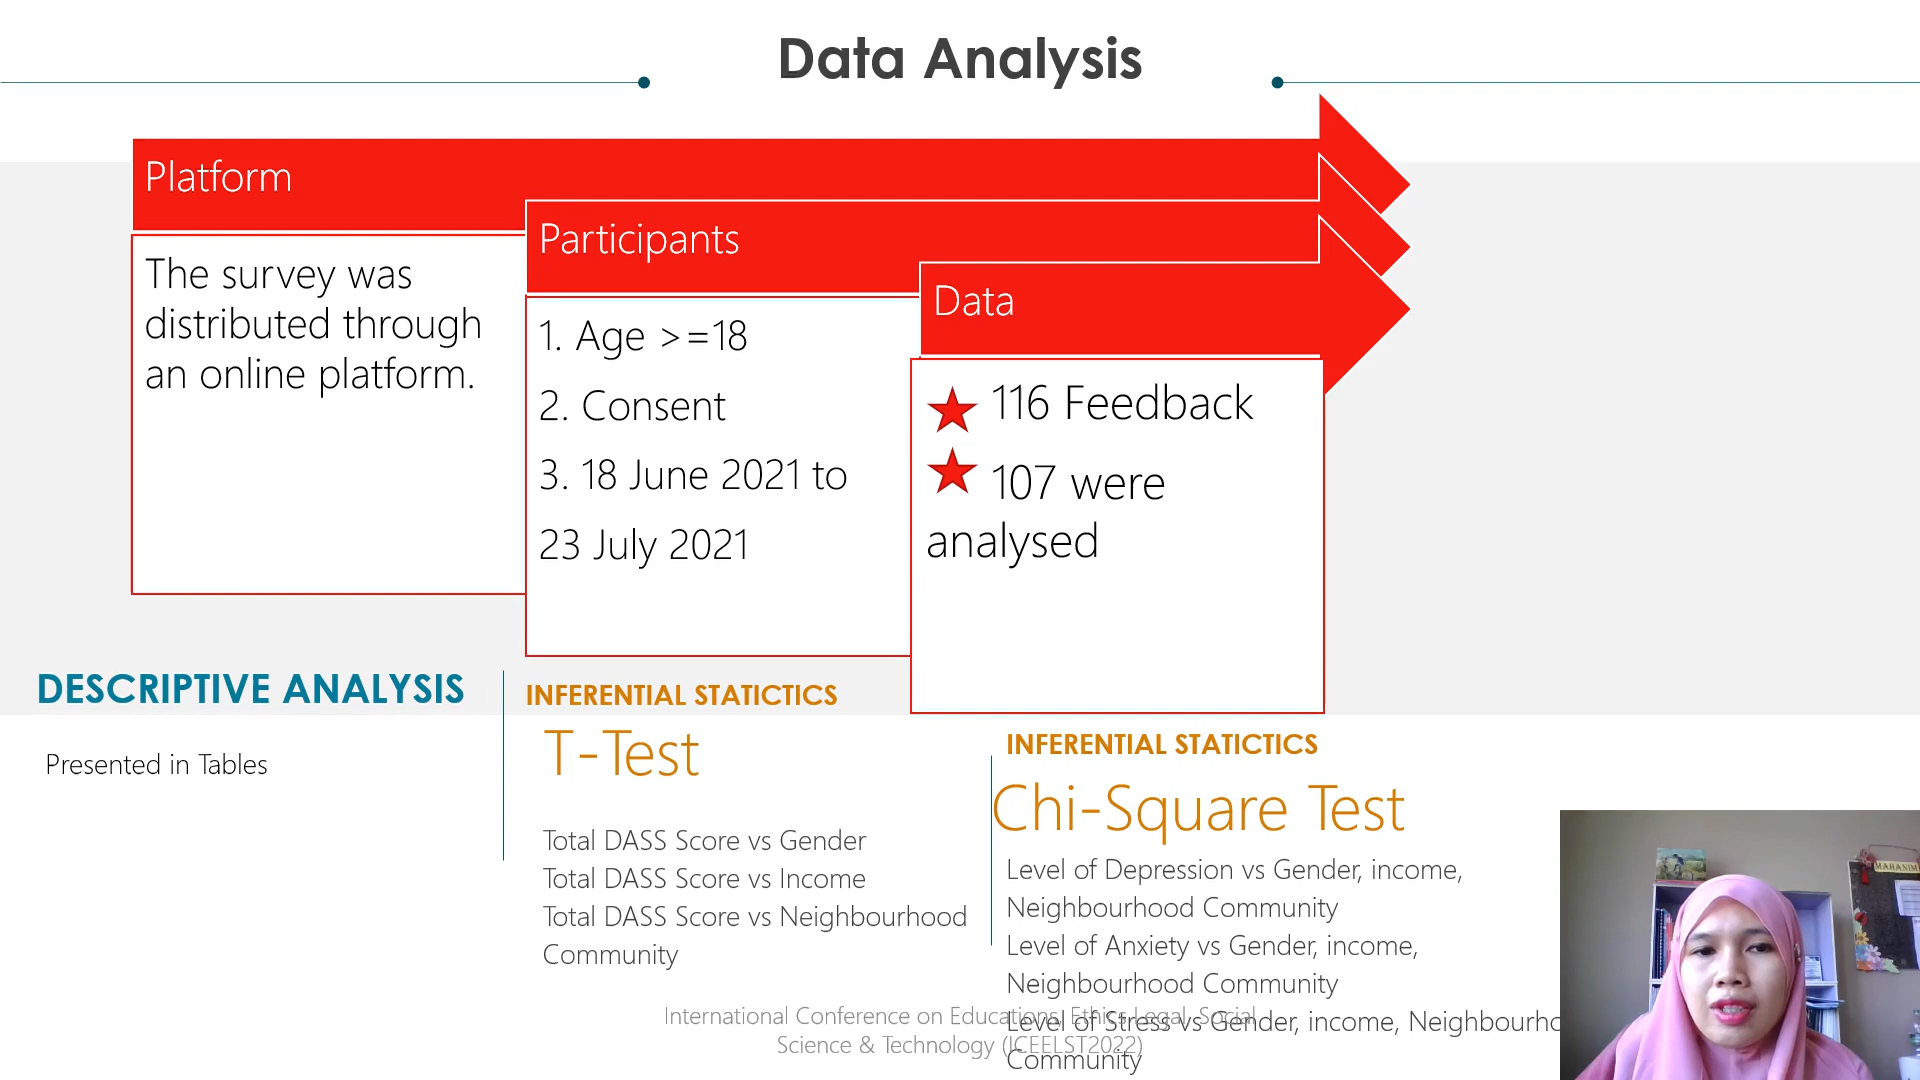 Data Analysis
Platform
The survey was
distributed through
an online platform.
Participants
1. Age >=18
2. Consent
3. 18 June 2021 to
23 July 2021
Data
116 Feedback
107 were
analysed
DESCRIPTIVE ANALYSIS
Presented in Tables
INFERENTIAL STATICTICS
T-Test
Total DASS Score vs Gender
Total DASS Score vs Income
Total DASS Score vs Neighbourhood
Community
INFERENTIAL STATICTICS
Chi-Square Test
Level of Depression vs Gender, income,
Neighbourhood Community
Level of Anxiety vs Gender, income,
Neighbourhood Community
Level of Stress vs Gender, income, Neighbourho
Community
International Conference on Educations, Ethics Legal, Social
Science & Technology (ICEELST2022)
MAHANIM